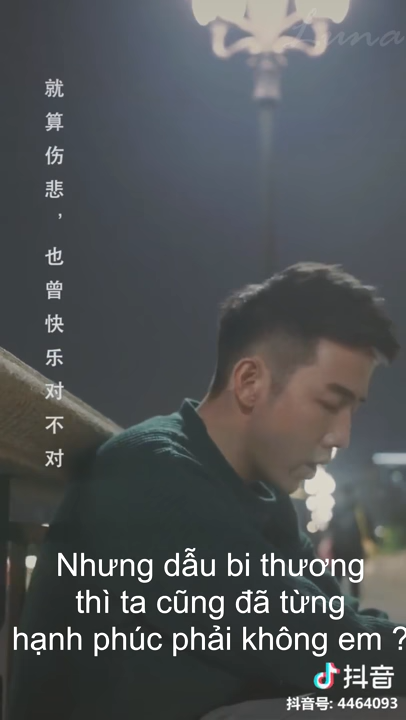 Luna
就算伤悲，也曾快乐对不对
Nhưng dẫu bi thương
thì ta cũng đã từng
hạnh phúc phải không em ?
抖音
抖音号: 4464093